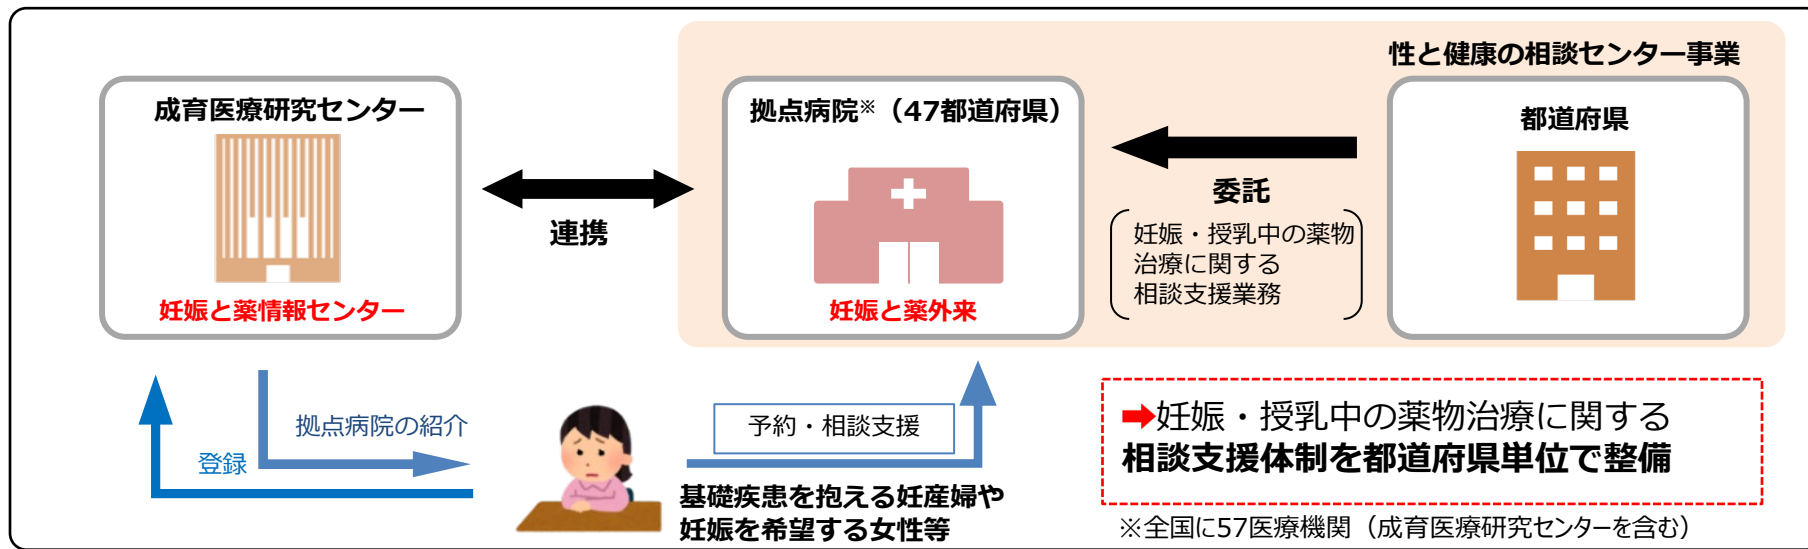 性と健康の相談センター事業
成育医療研究センター
妊娠と薬情報センター
連携
拠点病院※（47都道府県）
妊娠と薬外来
委託
妊娠・授乳中の薬物
治療に関する
相談支援業務
都道府県
拠点病院の紹介
登録
予約・相談支援
基礎疾患を抱える妊産婦や
妊娠を希望する女性等
➡妊娠・授乳中の薬物治療に関する
相談支援体制を都道府県単位で整備
※全国に57医療機関（成育医療研究センターを含む）